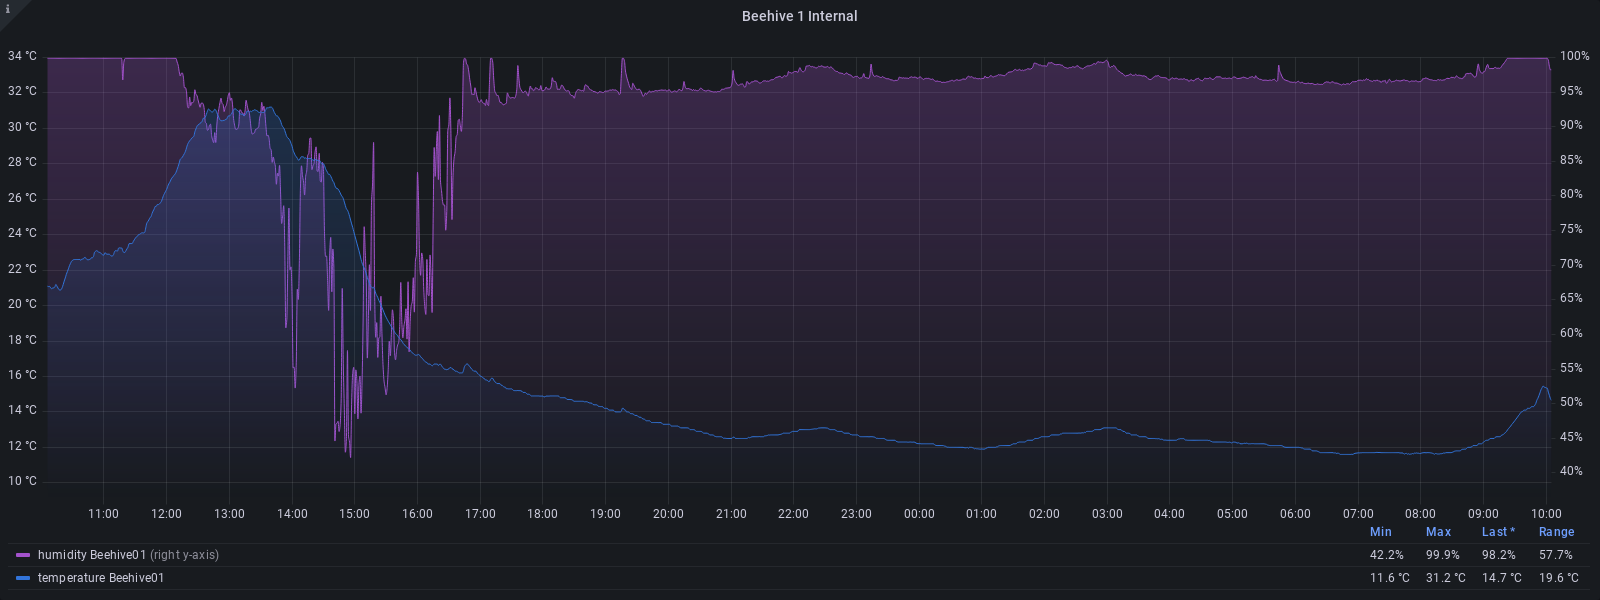 i
Beehive 1 Internal
34 °C
32 °C
30 °C
28 °C
26 °C
24 °C
22 °C
20 °C
18 °C
16 °C
14 °C
12 °C
10 °C
100%
95%
90%
85%
80%
75%
70%
65%
60%
55%
50%
45%
40%
11:00 12:00 13:00 14:00 15:00 16:00 17:00 18:00 19:00 20:00 21:00 22:00 23:00 00:00 01:00 02:00 03:00 04:00 05:00 06:00 07:00 08:00 09:00 10:00
Min Max Last * Range
humidity Beehive01 (right y-axis) 42.2% 99.9% 98.2% 57.7%
temperature Beehive01 11.6 °C 31.2 °C 14.7 °C 19.6 °C